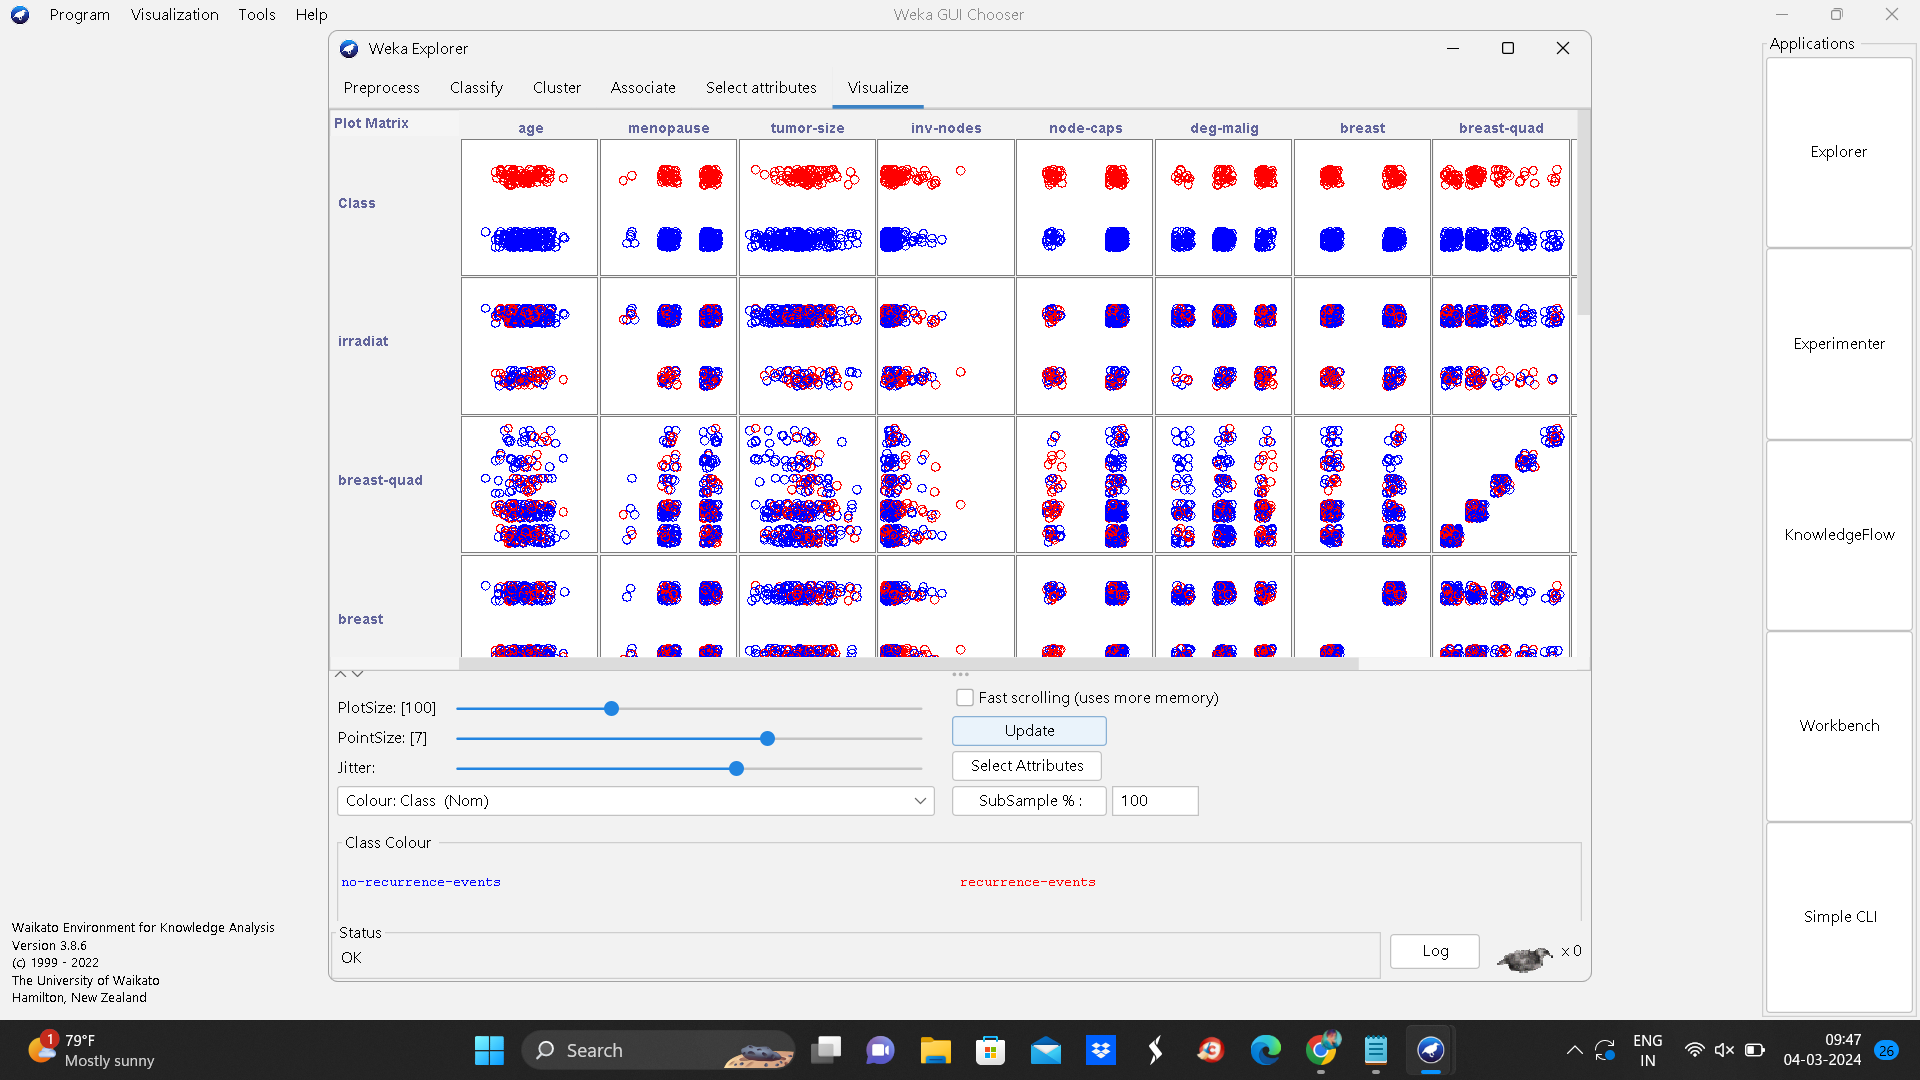 Program Visualization Tools Help
Weka GUI Chooser
Weka Explorer
Preprocess Classify Cluster Associate Select attributes Visualize
Plot Matrix age menopause tumor-size inv-nodes node-caps deg-malig breast breast-quad
Class
irradiat
breast-quad
breast
PlotSize: [100]
PointSize: [7]
Jitter:
Colour: Class (Nom)
Fast scrolling (uses more memory)
Update
Select Attributes
SubSample % : 100
Class Colour
no-recurrence-events recurrence-events
Status
OK
Log
x 0
Applications
Explorer
Experimenter
KnowledgeFlow
Workbench
Simple CLI
Waikato Environment for Knowledge Analysis
Version 3.8.6
(c) 1999 - 2022
The University of Waikato
Hamilton, New Zealand
1
79°F
Mostly sunny
Search
3
ENG
IN
09:47
04-03-2024
26